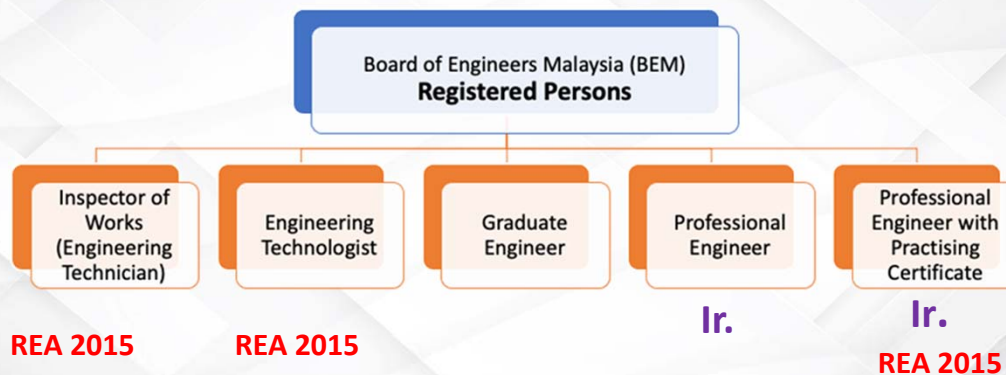 Board of Engineers Malaysia (BEM)
Registered Persons
Inspector of
Works
(Engineering
Technician)
Engineering
Technologist
Graduate
Engineer
Professional
Engineer
Professional
Engineer with
Practising
Certificate
Ir.
Ir.
REA 2015
REA 2015
REA 2015